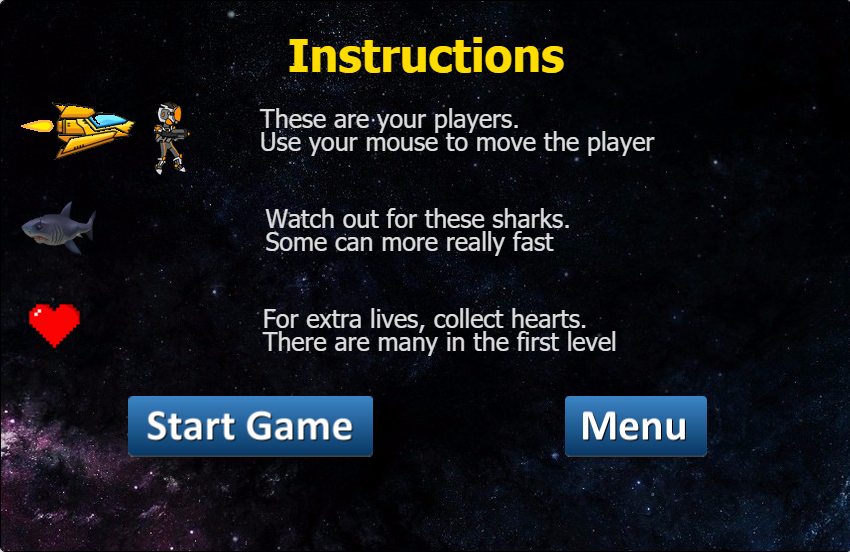 Instructions
These are your players.
Use your mouse to move the player
Watch out for these sharks.
Some can more really fast
For extra lives, collect hearts.
There are many in the first level
Start Game
Menu